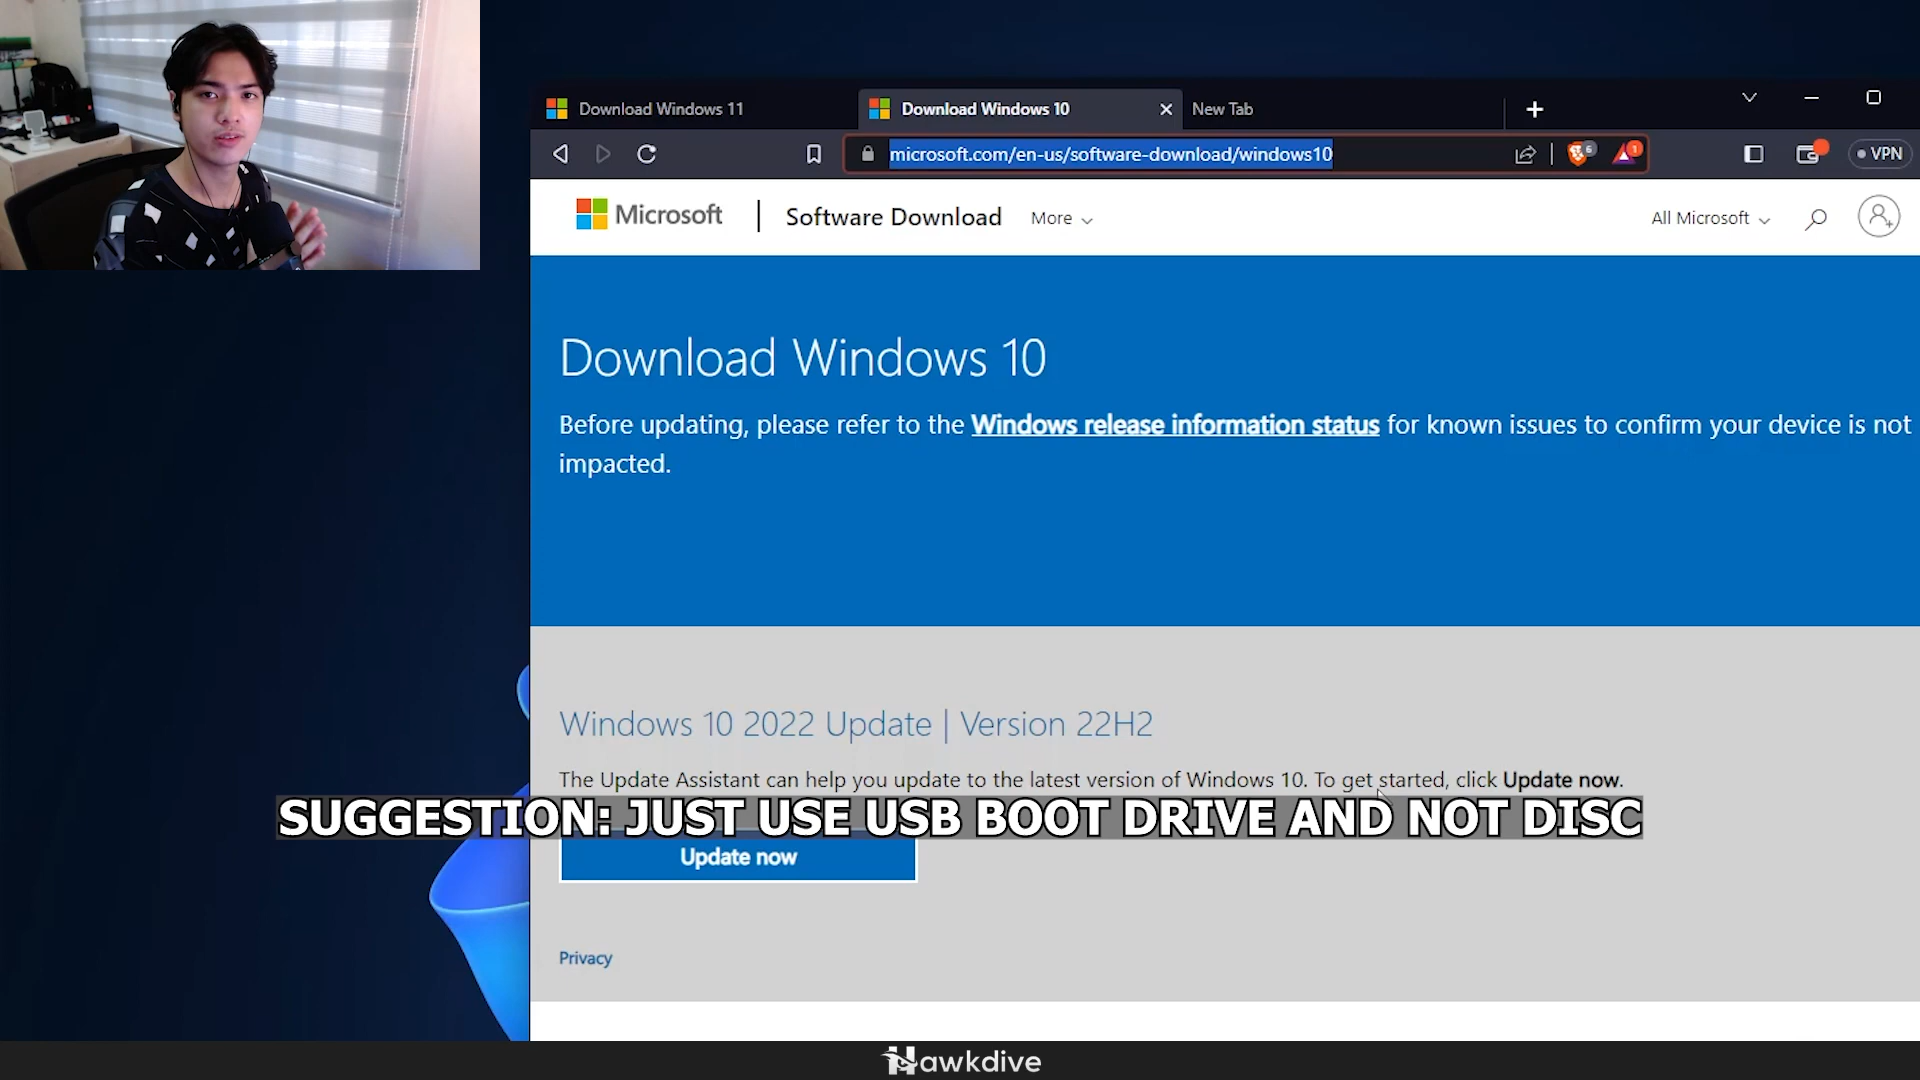 Download Windows 11
Download Windows 10
New Tab
microsoft.com/en-us/software-download/windows10
6
1
VPN
Microsoft
Software Download
More
All Microsoft
Download Windows 10
Before updating, please refer to the Windows release information status for known issues to confirm your device is not
impacted.
Windows 10 2022 Update | Version 22H2
The Update Assistant can help you update to the latest version of Windows 10. To get started, click Update now.
SUGGESTION: JUST USE USB BOOT DRIVE AND NOT DISC
Update now
Privacy
Hawkdive